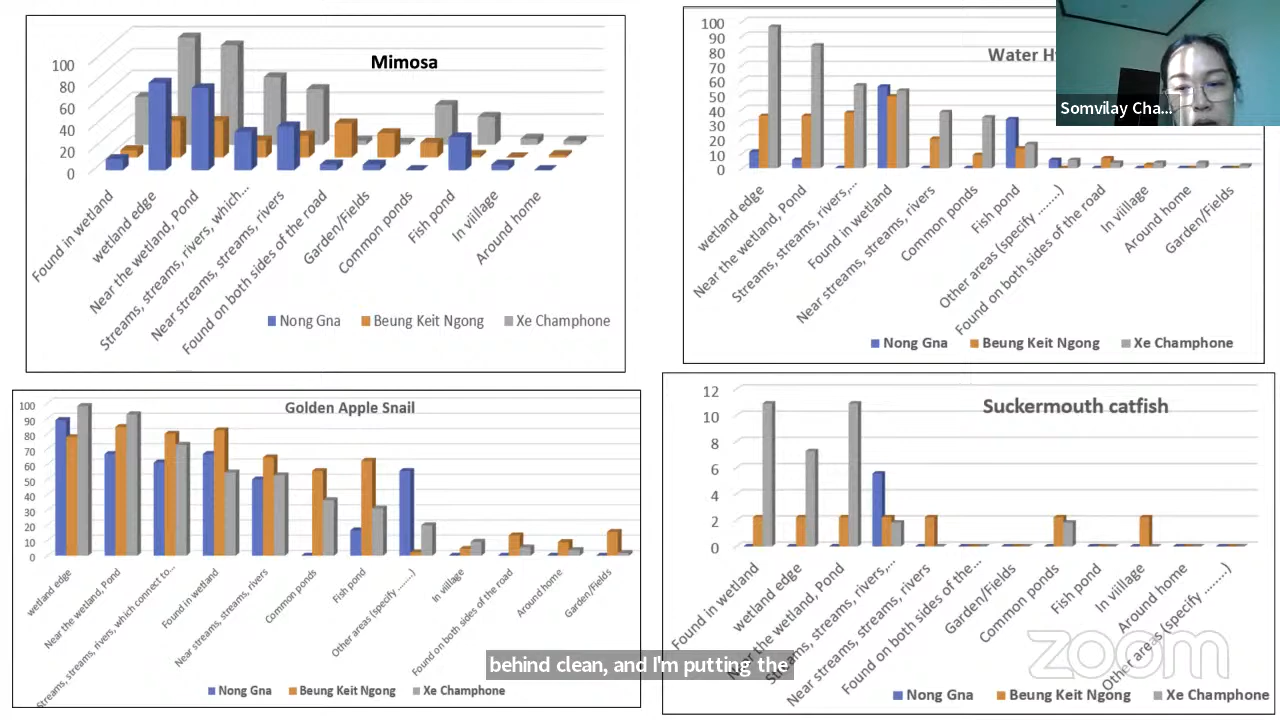 Mimosa
100
80
60
40
20
0
Found in wetland
wetland edge
Near the wetland, Pond
Streams, streams, rivers, which...
Near streams, streams, rivers
Found on both sides of the road
Garden/Fields
Common ponds
Fish pond
In viillage
Around home
Nong Gna
Beung Keit Ngong
Xe Champhone
Water Hy
100
90
80
70
60
50
40
30
20
10
0
wetland edge
Near the wetland, Pond
Streams, streams, rivers,...
Found in wetland
Near streams, streams, rivers
Common ponds
Fish pond
Other areas (specify ........)
Found on both sides of the road
In viillage
Around home
Garden/Fields
Nong Gna
Beung Keit Ngong
Xe Champhone
Somvilay Cha...
Golden Apple Snail
100
90
80
70
60
50
40
30
20
10
0
wetland edge
Near the wetland, Pond
Streams, streams, rivers, which connect to...
Found in wetland
Near streams, streams, rivers
Common ponds
Fish pond
Other areas (specify ........)
In viillage
Found on both sides of the road
Around home
Garden/Fields
Nong Gna
Beung Keit Ngong
Xe Champhone
Suckermouth catfish
12
10
8
6
4
2
0
Found in wetland
wetland edge
Near the wetland, Pond
Streams, streams, rivers,...
Near streams, streams, rivers
Found on both sides of the...
Garden/Fields
Common ponds
Fish pond
In viillage
Around home
Other areas (specify ........)
Nong Gna
Beung Keit Ngong
Xe Champhone
zoom
behind clean, and I'm putting the